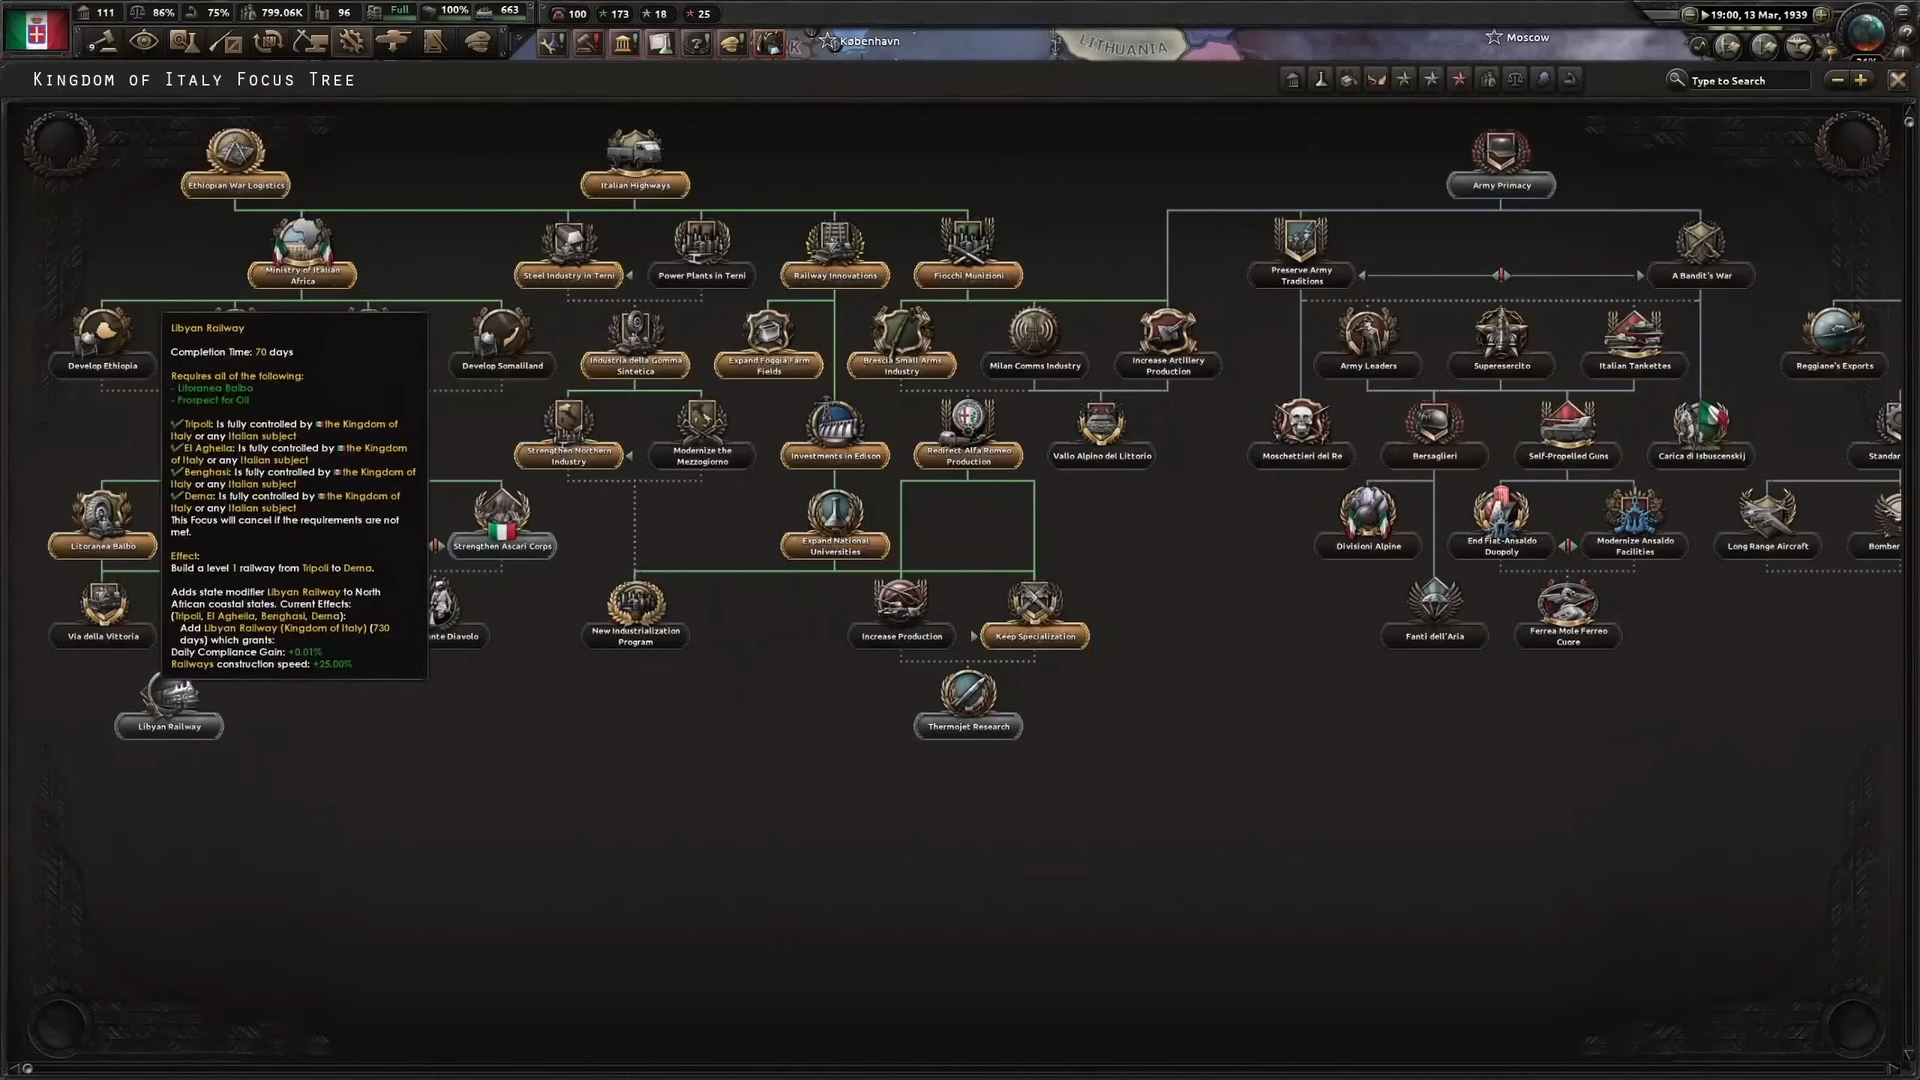 111
86%
75%
799.06K
96
Full
100%
663
100
173
18
25
19:00, 13 Mar, 1939
9
København
LITHUANIA
Moscow
Kingdom of Italy Focus Tree
Type to Search
Ethiopian War Logistics
Italian Highways
Army Primacy
Ministry of Italian
Africa
Steel Industry in Terni
Power Plants in Terni
Railway Innovations
Fiocchi Munizioni
Preserve Army
Traditions
A Bandit's War
Develop Ethiopia
Develop Somaliland
Industria della Gomma
Sintetica
Expand Foggia Farm
Fields
Brescia Small Arms
Industry
Milan Comms Industry
Increase Artillery
Production
Army Leaders
Superesercito
Italian Tankettes
Reggiane's Exports
Libyan Railway
Completion Time: 70 days
Requires all of the following:
- Litoranea Balbo
- Prospect for Oil
Tripoli: Is fully controlled by the Kingdom of
Italy or any Italian subject
El Agheila: Is fully controlled by the Kingdom
of Italy or any Italian subject
Benghasi: Is fully controlled by the Kingdom of
Italy or any Italian subject
Derna: Is fully controlled by the Kingdom of
Italy or any Italian subject
This Focus will cancel if the requirements are not
met.
Effect:
Build a level 1 railway from Tripoli to Derna.
Adds state modifier Libyan Railway to North
African coastal states. Current Effects:
(Tripoli, El Agheila, Benghasi, Derna):
Add Libyan Railway (Kingdom of Italy) (730
days) which grants:
Daily Compliance Gain: +0.01%
Railways construction speed: +25.00%
Strengthen Northern
Industry
Modernize the
Mezzogiorno
Investments in Edison
Redirect Alfa Romeo
Production
Vallo Alpino del Littorio
Moschettieri del Re
Bersaglieri
Self-Propelled Guns
Carica di Isbuscenskij
Standar
Litoranea Balbo
Strengthen Ascari Corps
Expand National
Universities
Divisioni Alpine
End Fiat-Ansaldo
Duopoly
Modernize Ansaldo
Facilities
Long Range Aircraft
Bomber
Via della Vittoria
nte Diavolo
New Industrialization
Program
Increase Production
Keep Specialization
Fanti dell'Aria
Ferrea Mole Ferreo
Cuore
Libyan Railway
Thermojet Research